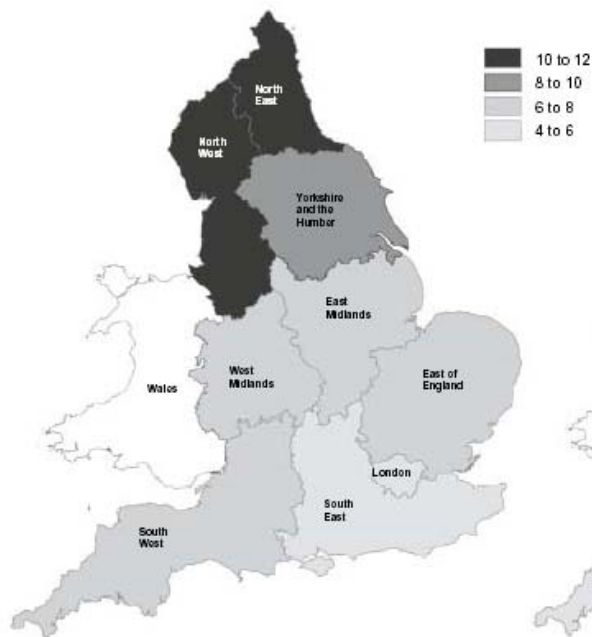 10 to 12
8 to 10
6 to 8
4 to 6
North
East
North
West
Yorkshire
and the
Humber
East
Midlands
West
Midlands
East of
England
Wales
London
South
East
South
West